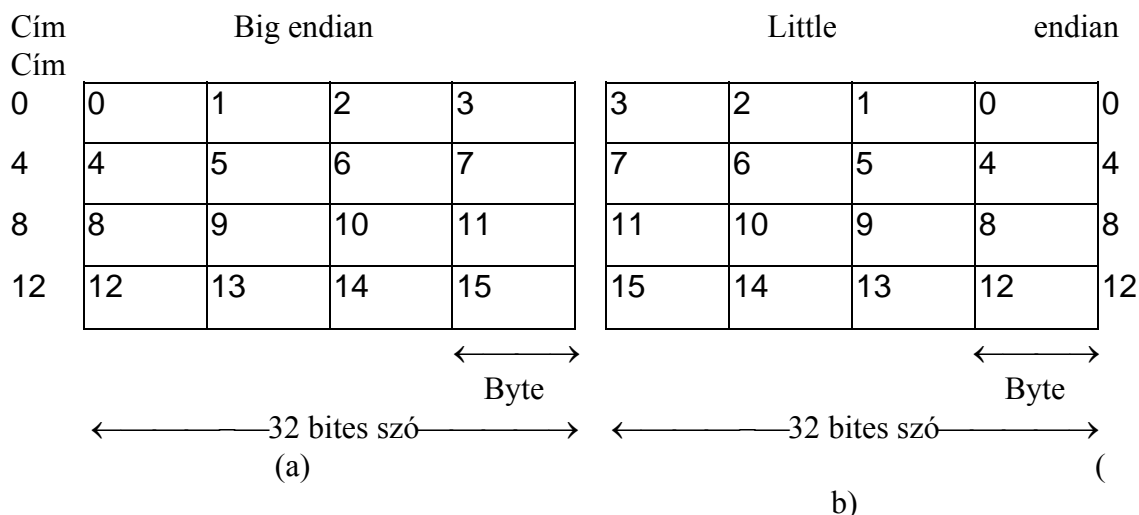 Cím Big endian Little endian
Cím
0 0 1 2 3 3 2 1 0 0
4 4 5 6 7 7 6 5 4 4
8 8 9 10 11 11 10 9 8 8
12 12 13 14 15 15 14 13 12 12
Byte Byte
32 bites szó 32 bites szó
(a) (
b)